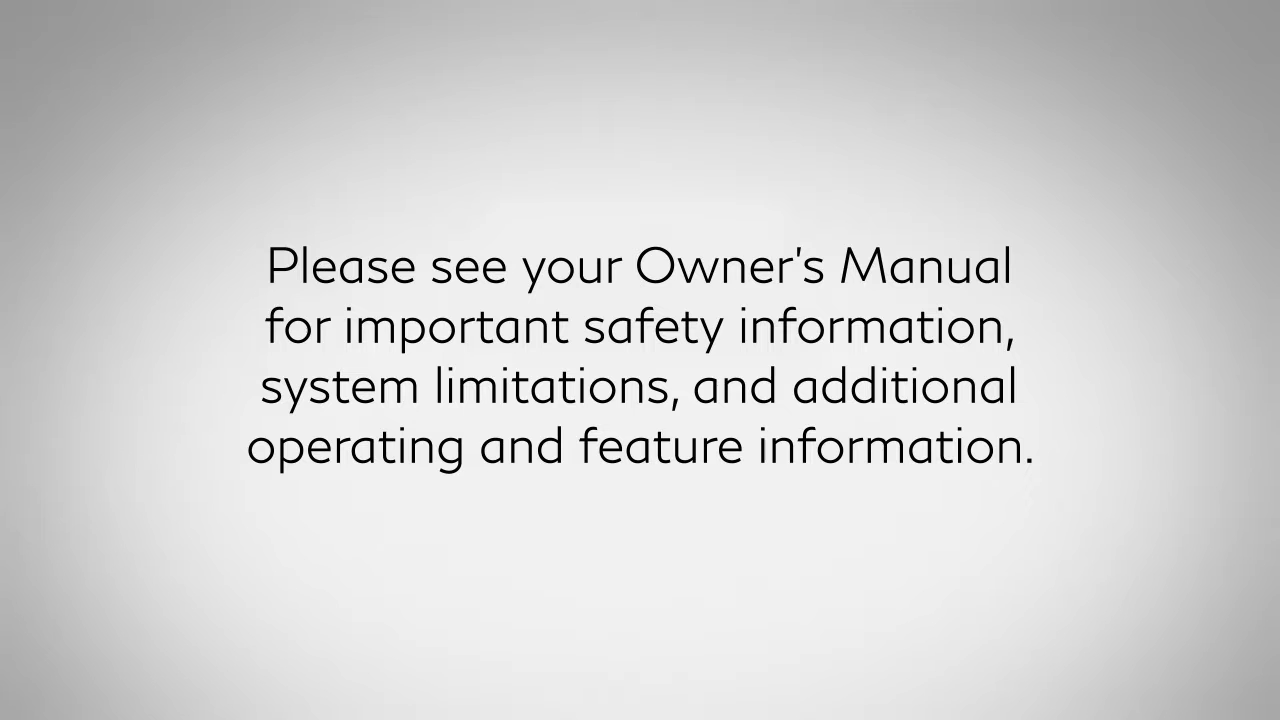 Please see your Owner's Manual
for important safety information,
system limitations, and additional
operating and feature information.